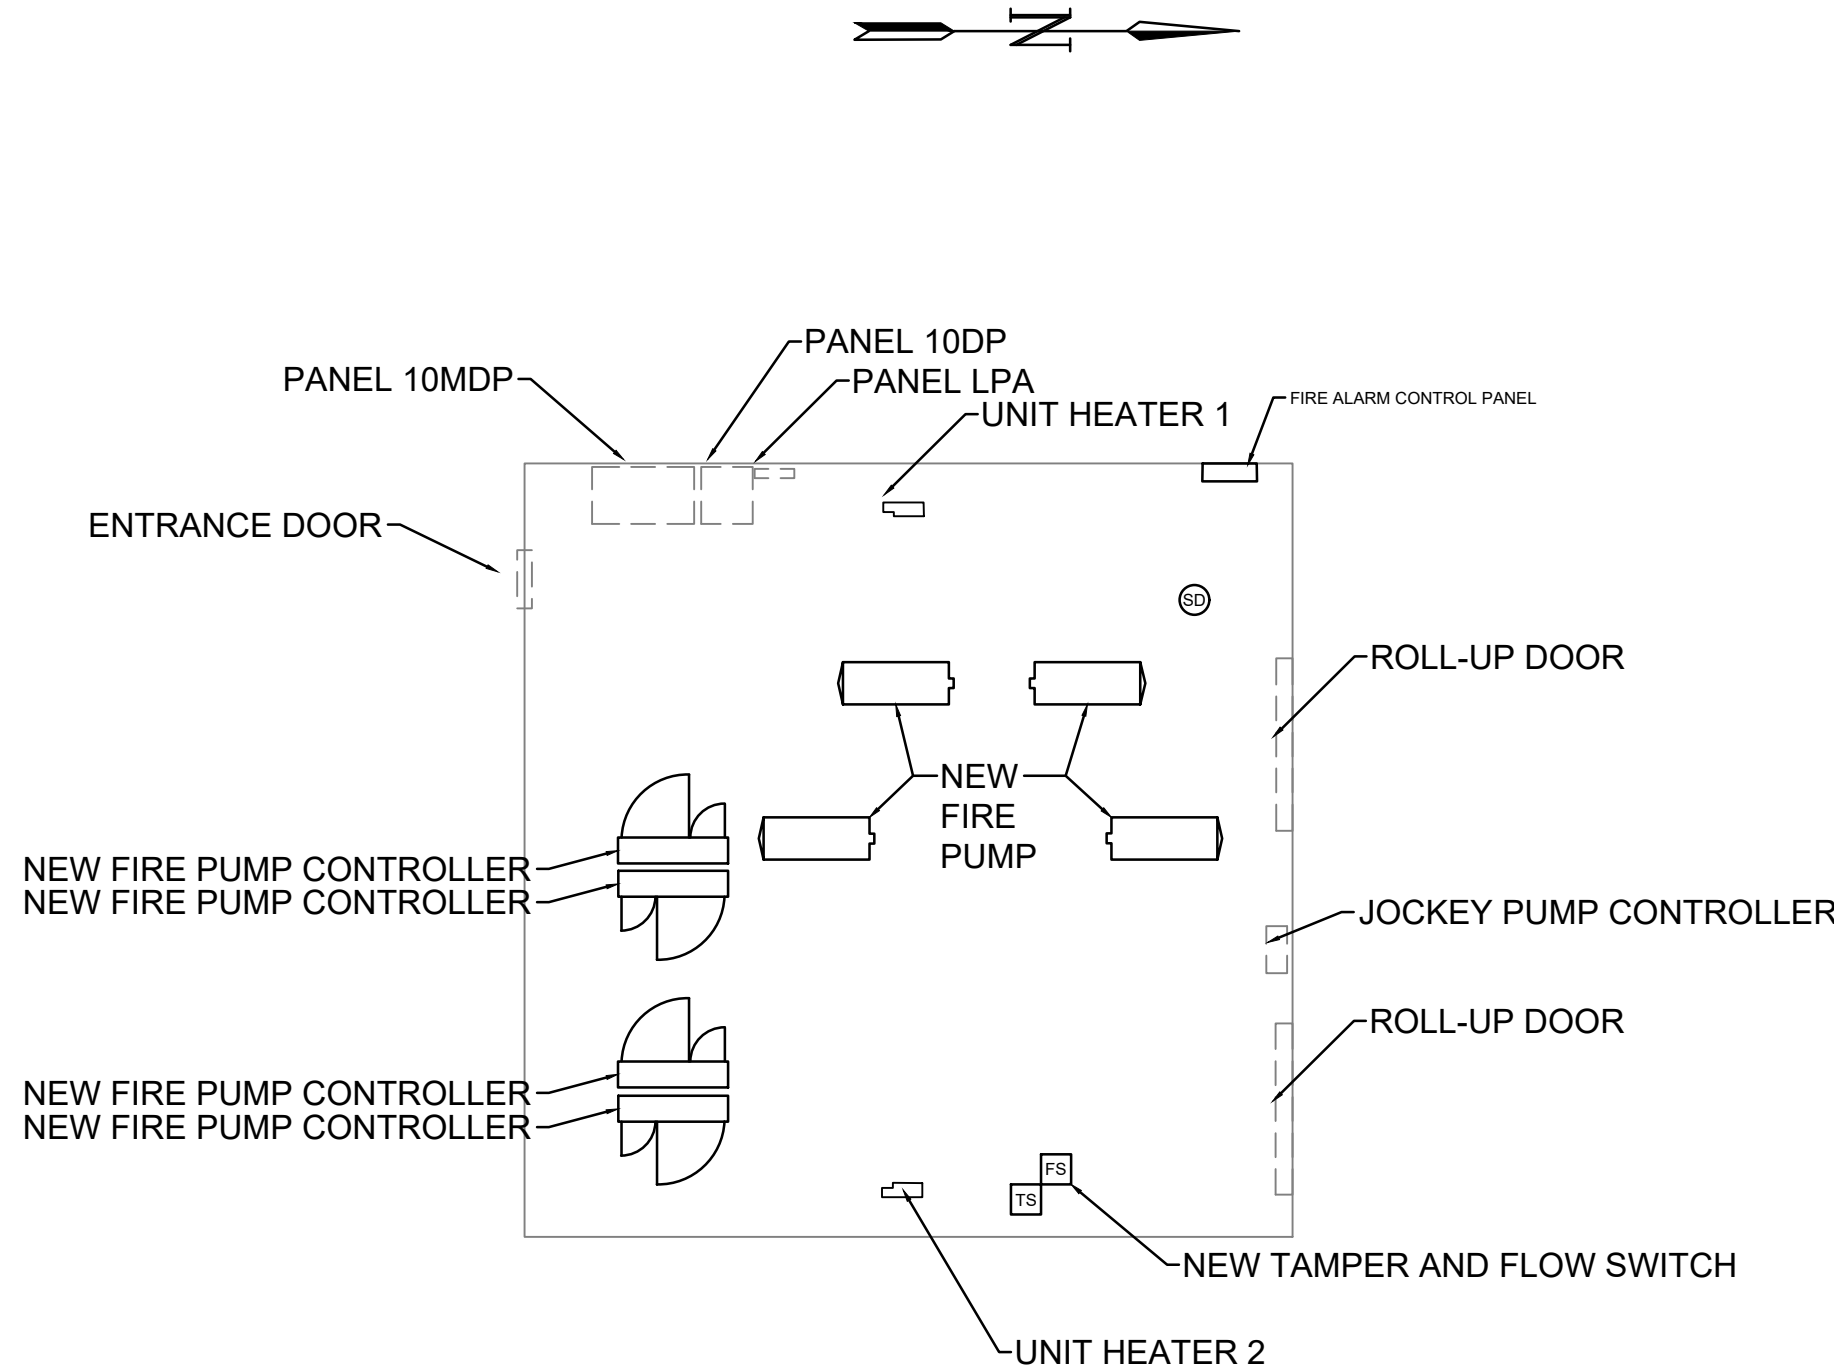 N
PANEL 10DP
PANEL 10MDP
PANEL LPA
FIRE ALARM CONTROL PANEL
UNIT HEATER 1
ENTRANCE DOOR
SD
ROLL-UP DOOR
NEW
FIRE
PUMP
NEW FIRE PUMP CONTROLLER
NEW FIRE PUMP CONTROLLER
JOCKEY PUMP CONTROLLER
ROLL-UP DOOR
NEW FIRE PUMP CONTROLLER
NEW FIRE PUMP CONTROLLER
FS
TS
NEW TAMPER AND FLOW SWITCH
UNIT HEATER 2